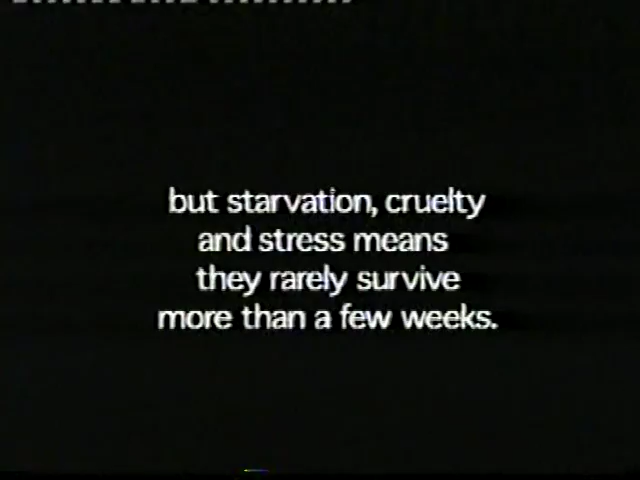 but starvation, cruelty
and stress means
they rarely survive
more than a few weeks.